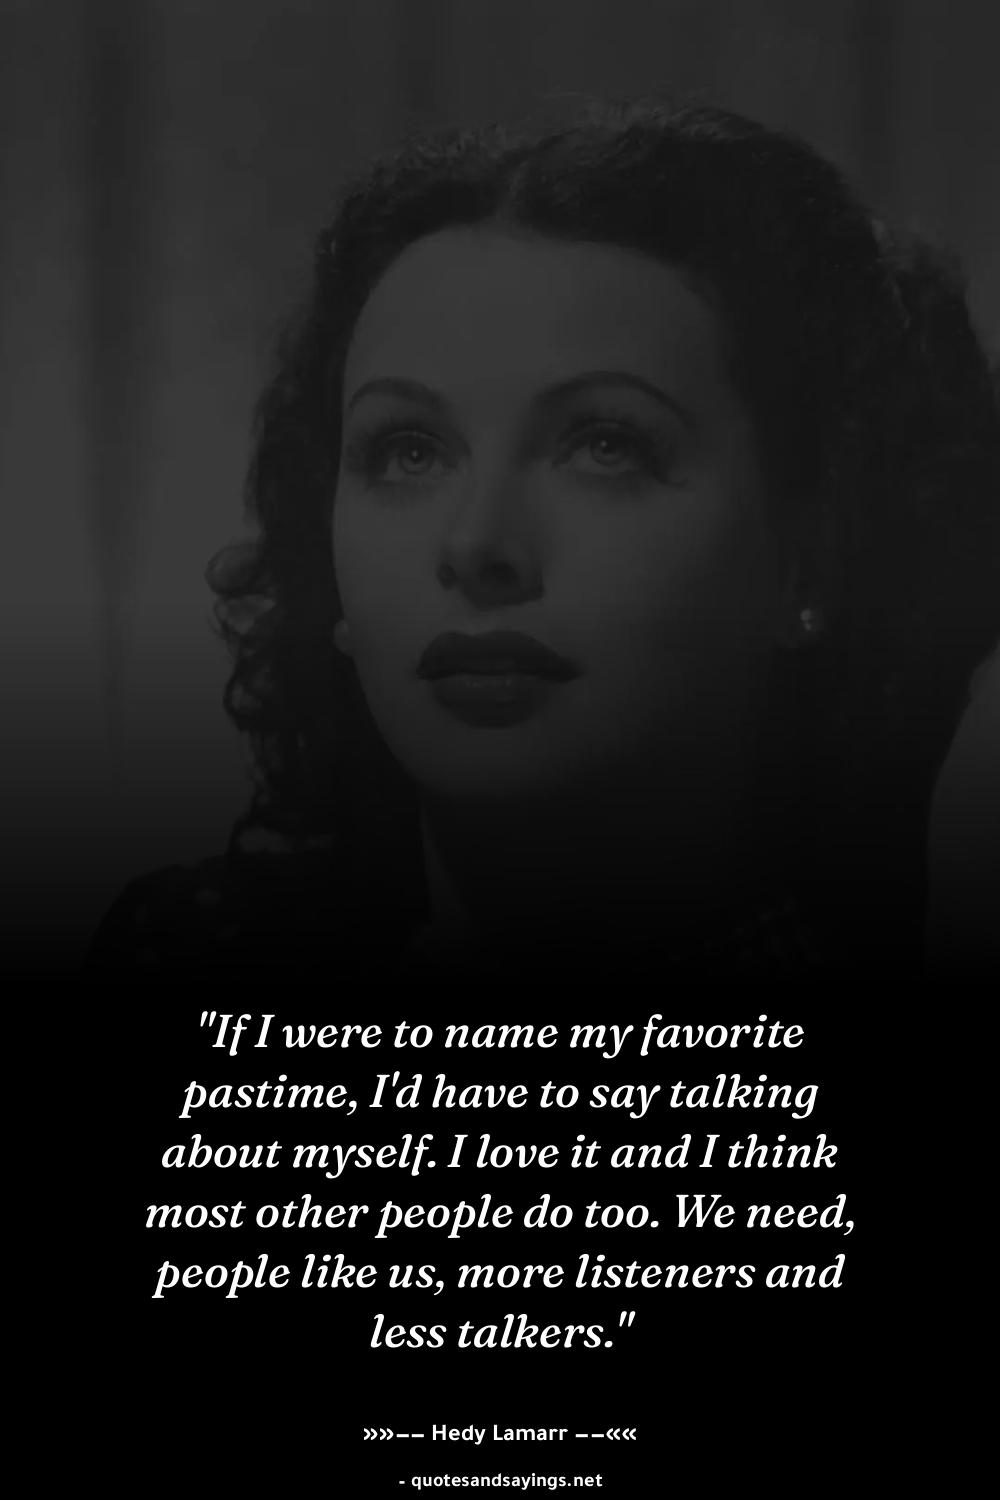 "If I were to name my favorite
pastime, I'd have to say talking
about myself. I love it and I think
most other people do too. We need,
people like us, more listeners and
less talkers."
»»−− Hedy Lamarr −−««
- quotesandsayings.net